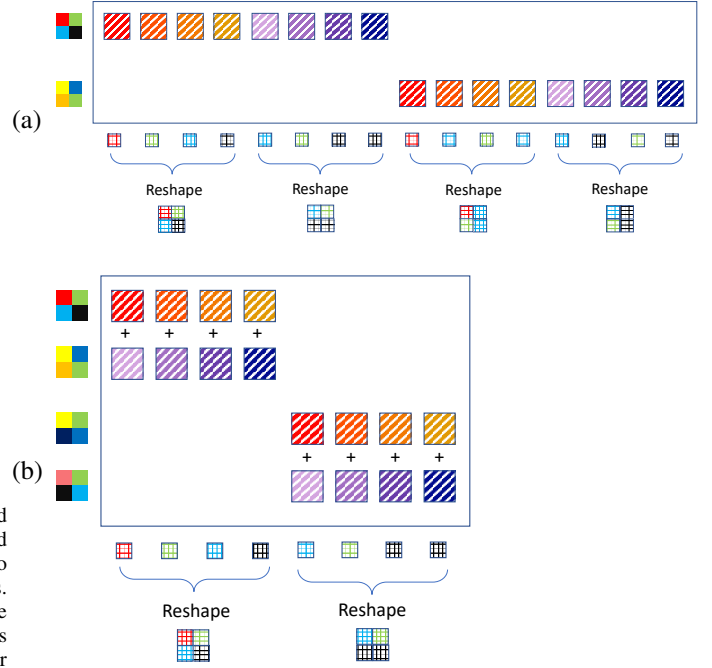 (a)
Reshape Reshape Reshape Reshape
+ + + +
+ + + +
(b)
d
d
o
s.
e
s
r
Reshape Reshape